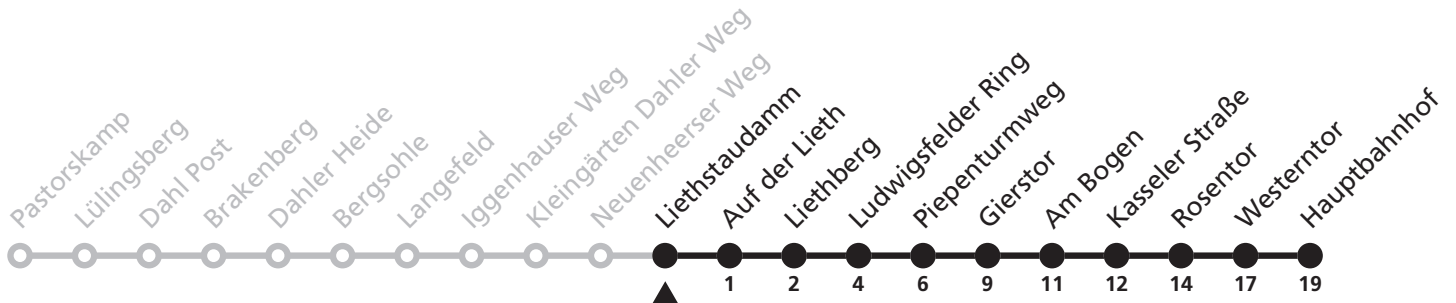 Pastorskamp
Lülingsberg
Dahl Post
Brakenberg
Dahler Heide
Bergsohle
Langefeld
Iggenhauser Weg
Kleingärten Dahler Weg
Neuenheerser Weg
Liethstaudamm
Auf der Lieth
Liethberg
Ludwigsfelder Ring
Piepenturmweg
Gierstor
Am Bogen
Kasseler Straße
Rosentor
Westerntor
Hauptbahnhof
1 2 4 6 9 11 12 14 17 19